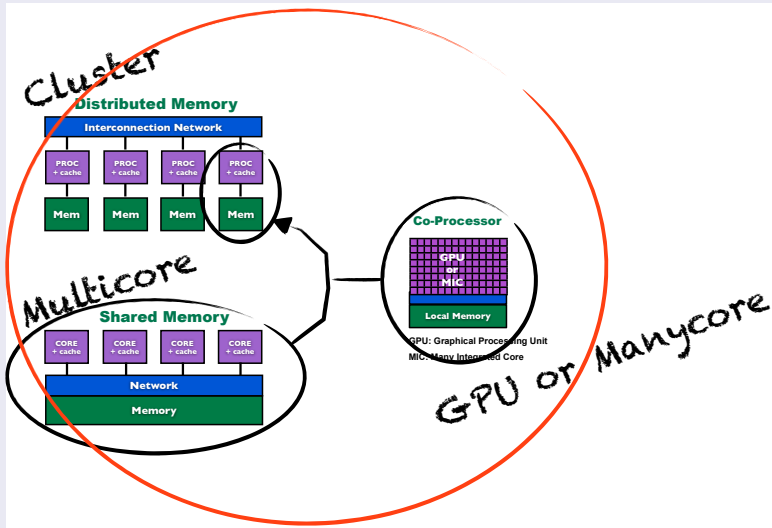 Cluster
Distributed Memory
Interconnection Network
PROC + cache
PROC + cache
PROC + cache
PROC + cache
Mem
Mem
Mem
Mem
Multicore
Shared Memory
CORE + cache
CORE + cache
CORE + cache
CORE + cache
Network
Memory
Co-Processor
GPU
or
MIC
Local Memory
GPU: Graphical Processing Unit
MIC: Many Integrated Core
GPU or Manycore